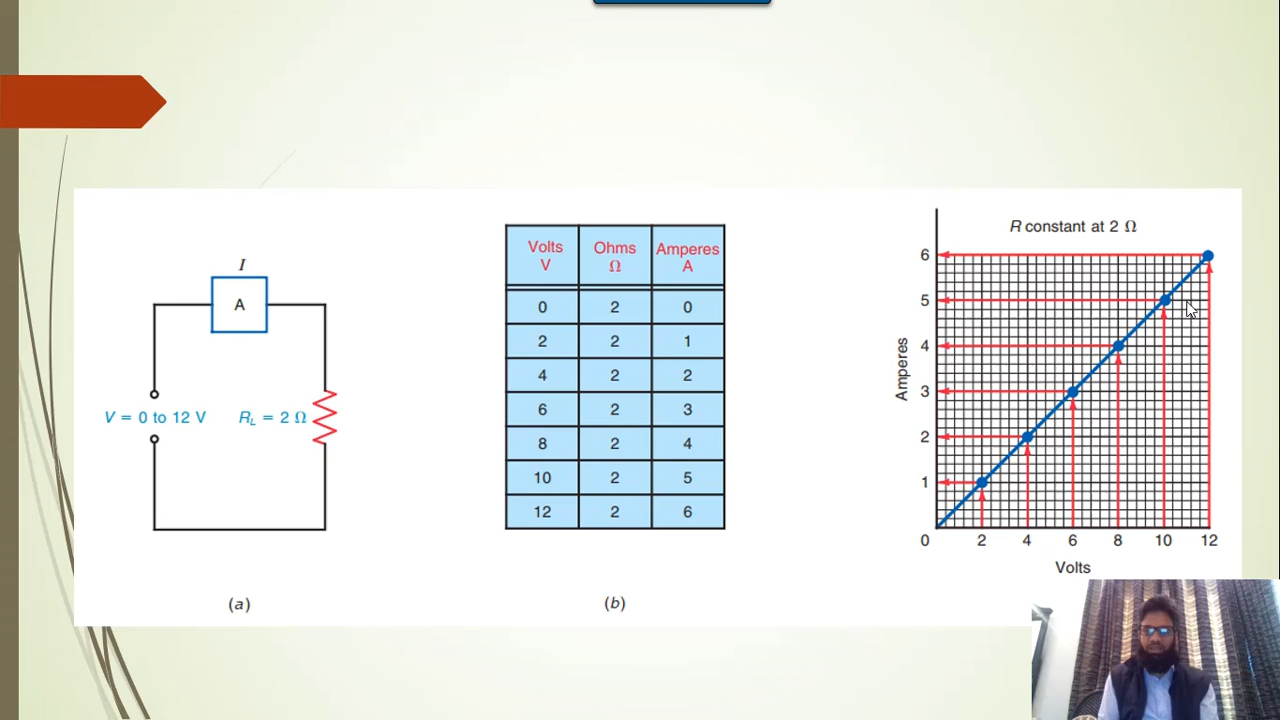 I
A
V = 0 to 12 V
R_L = 2 Ω
(a)
Volts Ohms Amperes
V Ω A
0 2 0
2 2 1
4 2 2
6 2 3
8 2 4
10 2 5
12 2 6
(b)
R constant at 2 Ω
6
5
4
3
2
1
Amperes
0 2 4 6 8 10 12
Volts